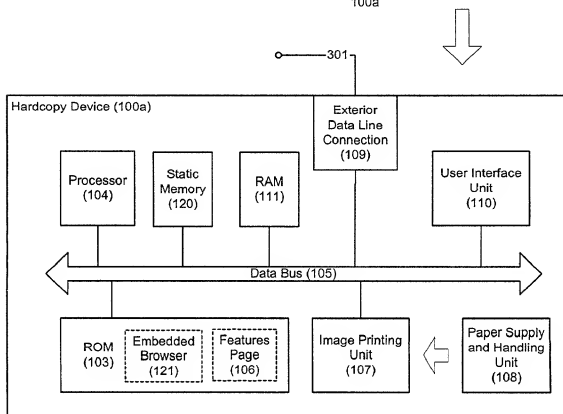 100a
301
Hardcopy Device (100a)
Exterior
Data Line
Connection
(109)
Processor
(104)
Static
Memory
(120)
RAM
(111)
User Interface
Unit
(110)
Data Bus (105)
ROM
(103)
Embedded
Browser
(121)
Features
Page
(106)
Image Printing
Unit
(107)
Paper Supply
and Handling
Unit
(108)